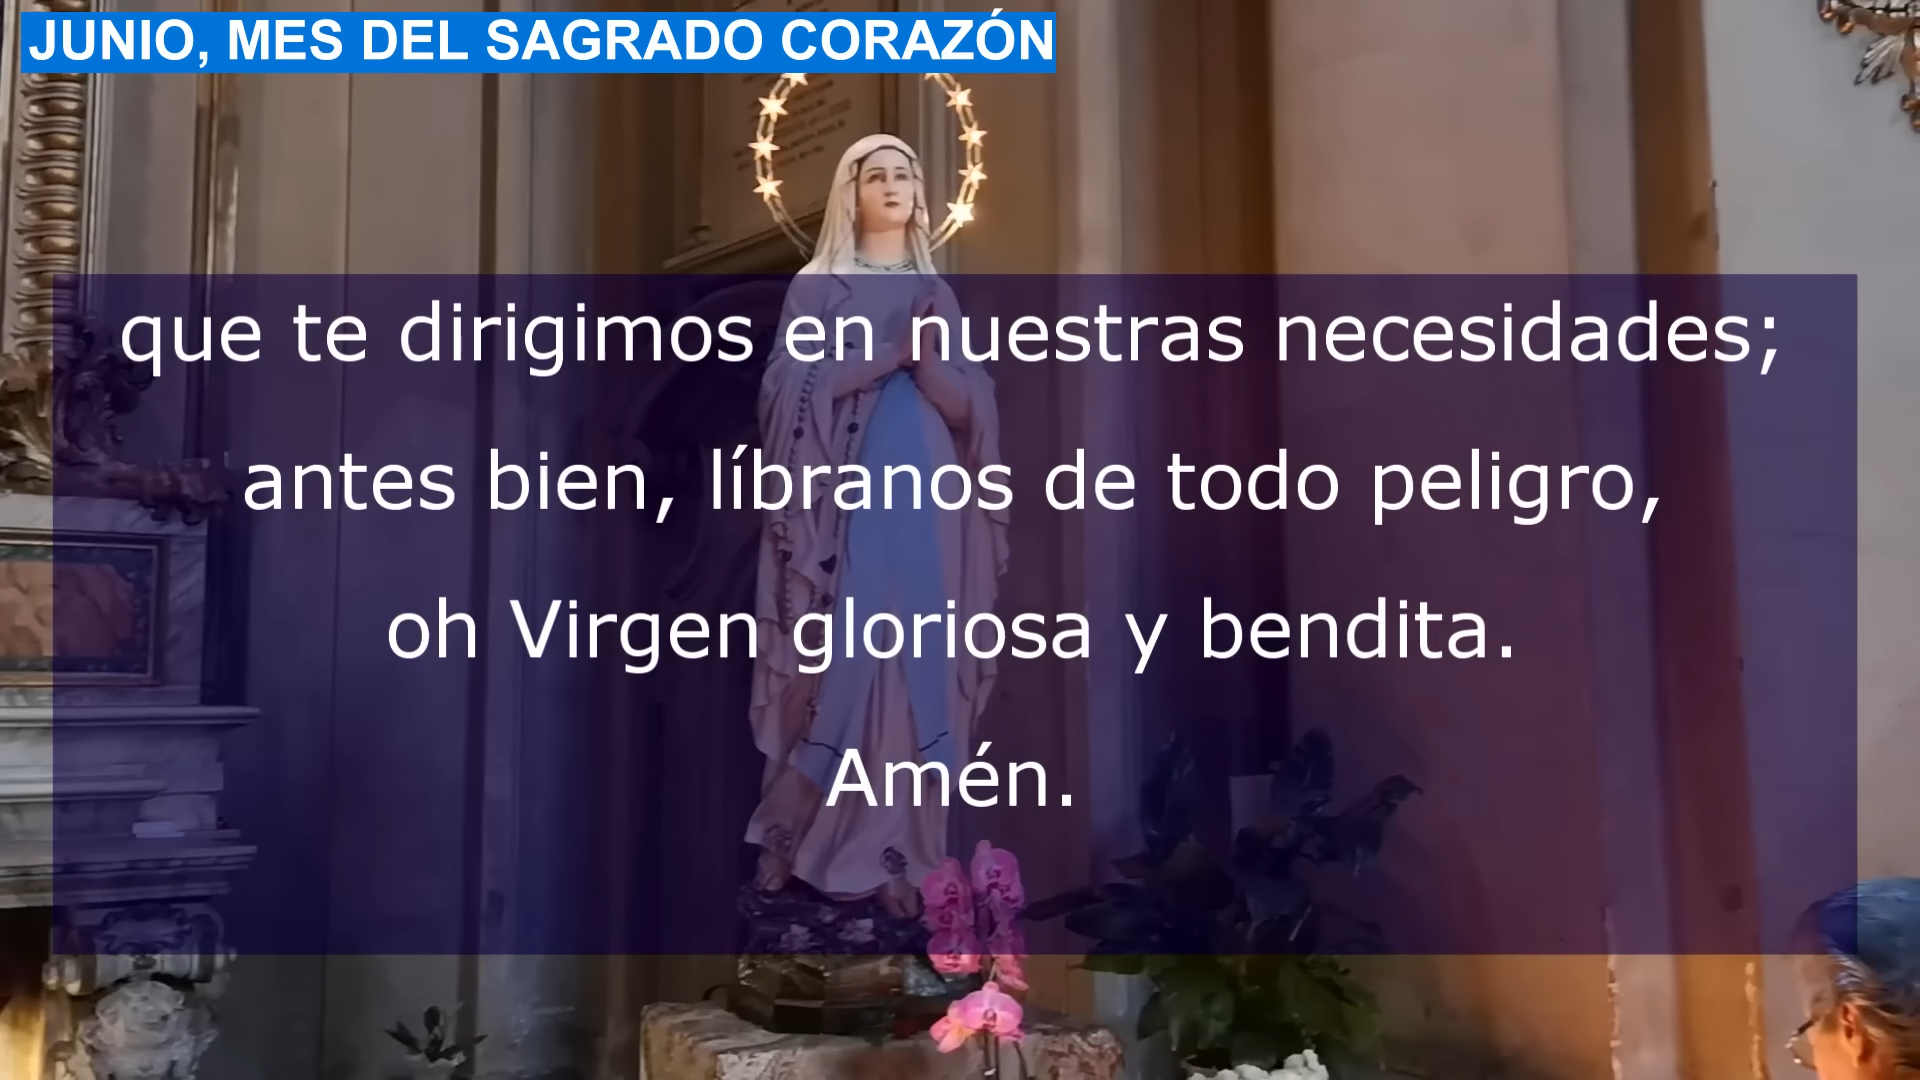 JUNIO, MES DEL SAGRADO CORAZÓN
que te dirigimos en nuestras necesidades;
antes bien, líbranos de todo peligro,
oh Virgen gloriosa y bendita.
Amén.